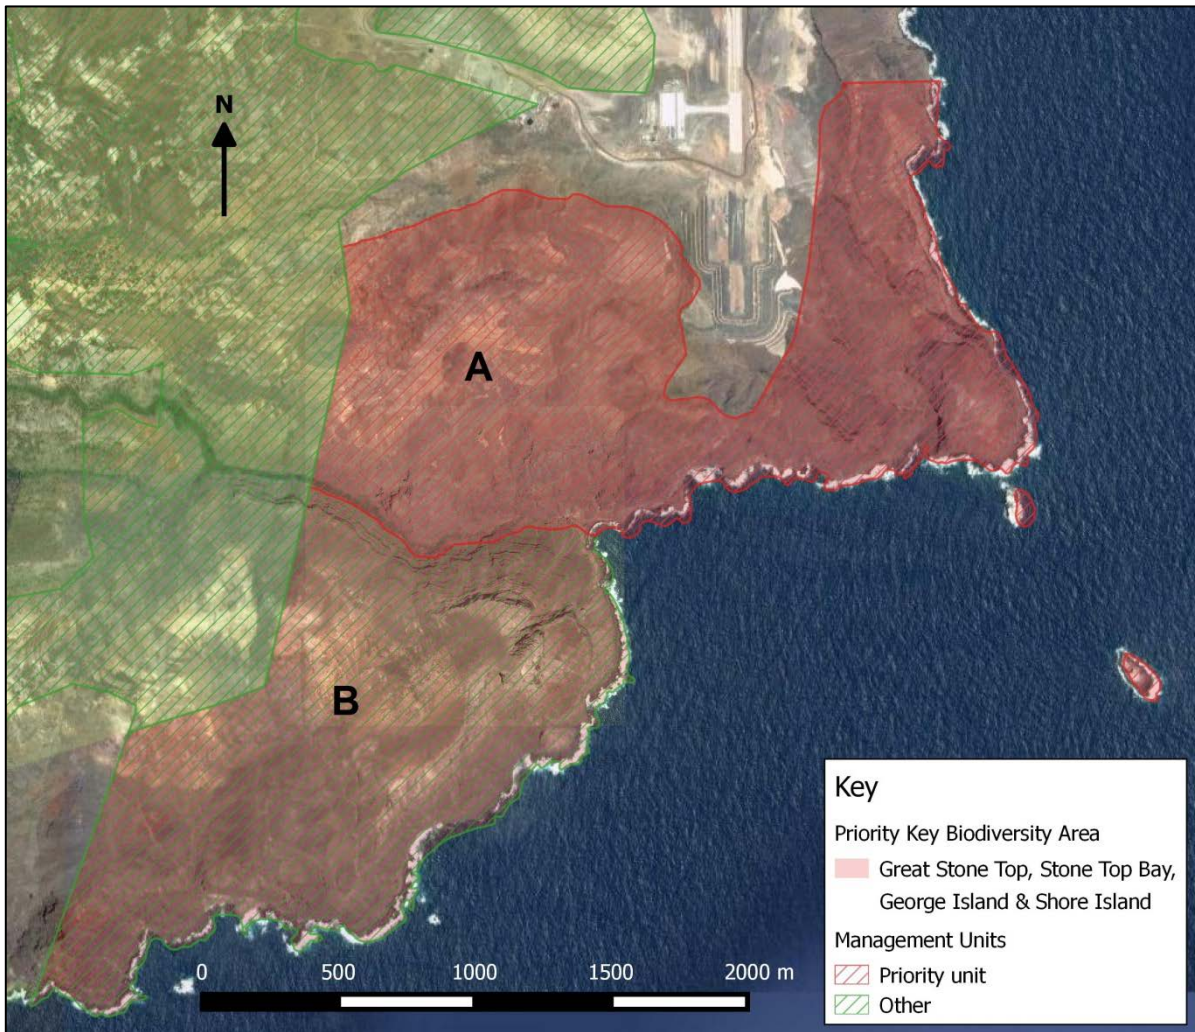 N
A
B
Key
Priority Key Biodiversity Area
Great Stone Top, Stone Top Bay,
George Island & Shore Island
Management Units
Priority unit
Other
0 500 1000 1500 2000 m